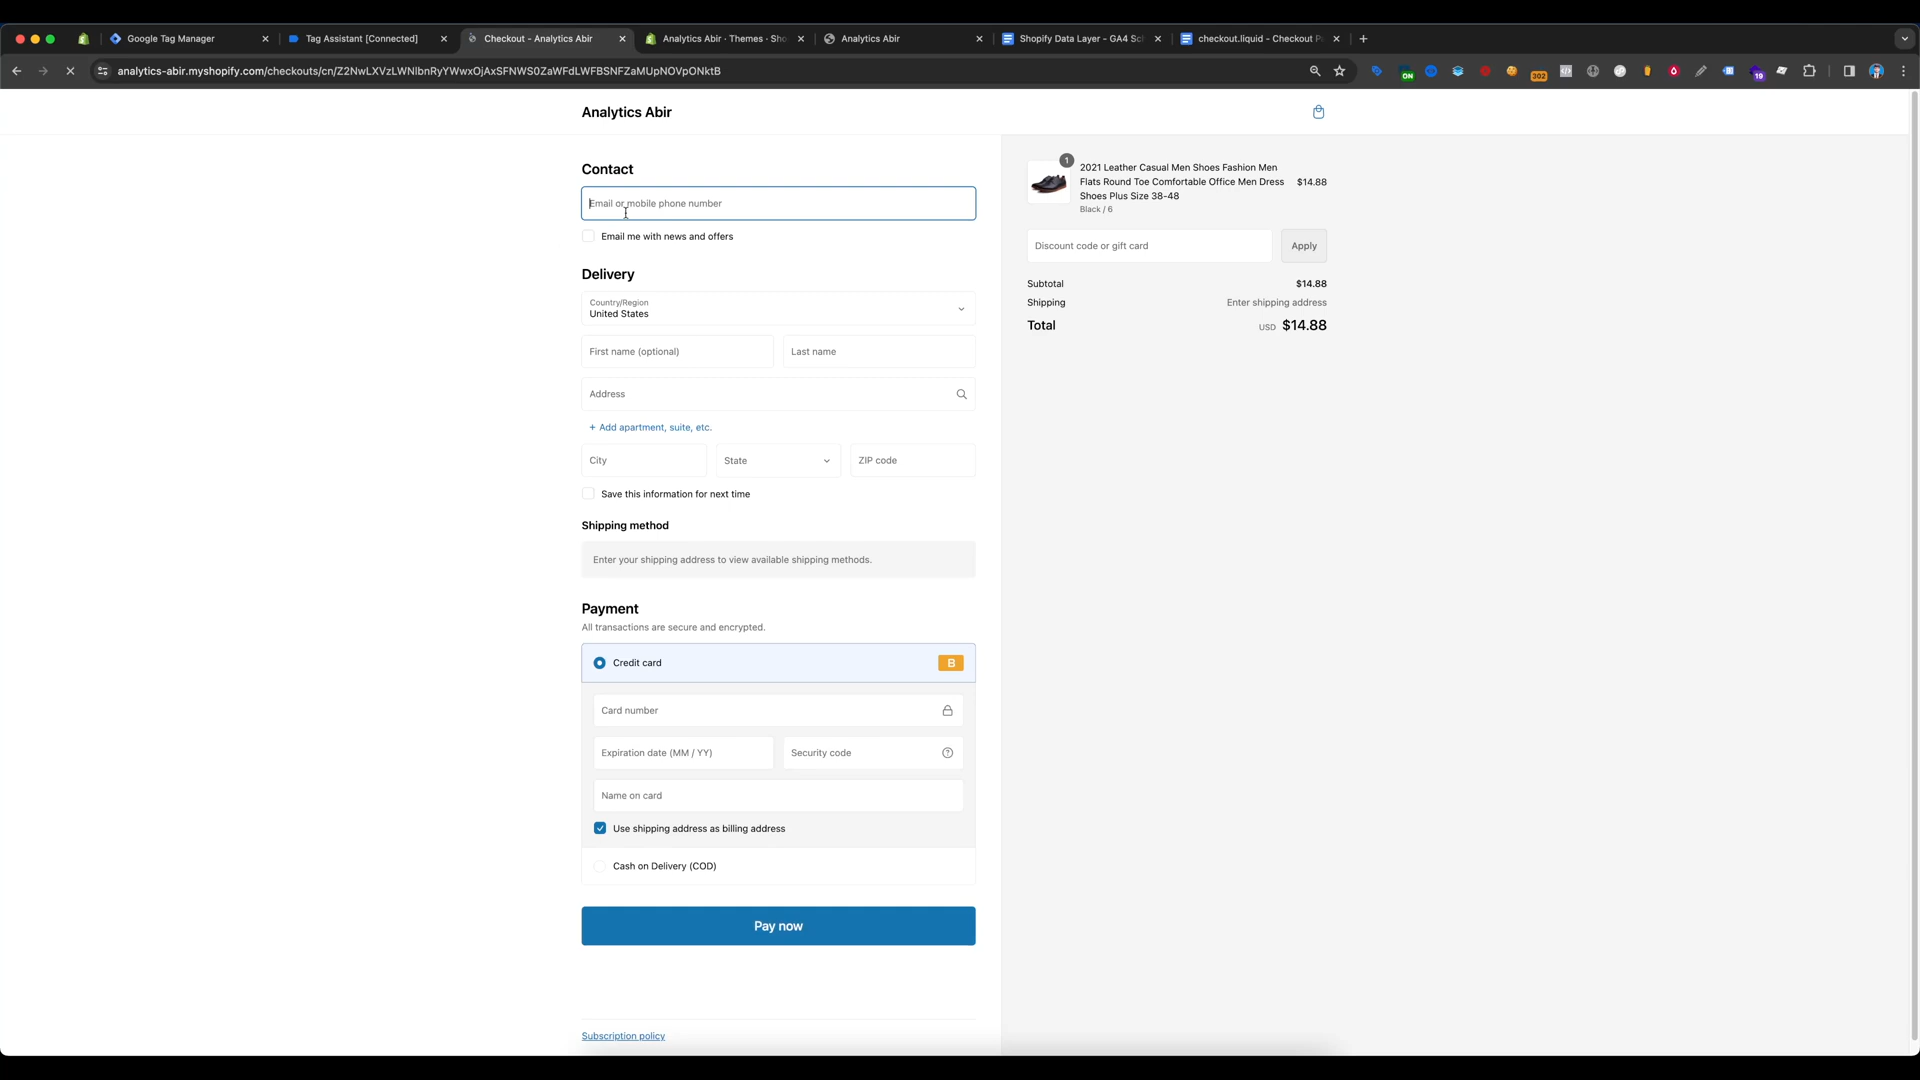 Google Tag Manager
Tag Assistant [Connected]
Checkout - Analytics Abir
Analytics Abir · Themes · Sho
Analytics Abir
Shopify Data Layer - GA4 Sc
checkout.liquid - Checkout P
analytics-abir.myshopify.com/checkouts/cn/Z2NwLXVzLWNlbnRyYWwxOjAxSFNWS0ZaWFdLWFBSNFZaMUpNOVpONktB
ON
302
19
Analytics Abir
Contact
Email or mobile phone number
Email me with news and offers
Delivery
Country/Region
United States
First name (optional)
Last name
Address
+ Add apartment, suite, etc.
City
State
ZIP code
Save this information for next time
Shipping method
Enter your shipping address to view available shipping methods.
Payment
All transactions are secure and encrypted.
Credit card
B
Card number
Expiration date (MM / YY)
Security code
Name on card
Use shipping address as billing address
Cash on Delivery (COD)
Pay now
Subscription policy
1
2021 Leather Casual Men Shoes Fashion Men
Flats Round Toe Comfortable Office Men Dress
Shoes Plus Size 38-48
Black / 6
$14.88
Discount code or gift card
Apply
Subtotal
$14.88
Shipping
Enter shipping address
Total
USD $14.88